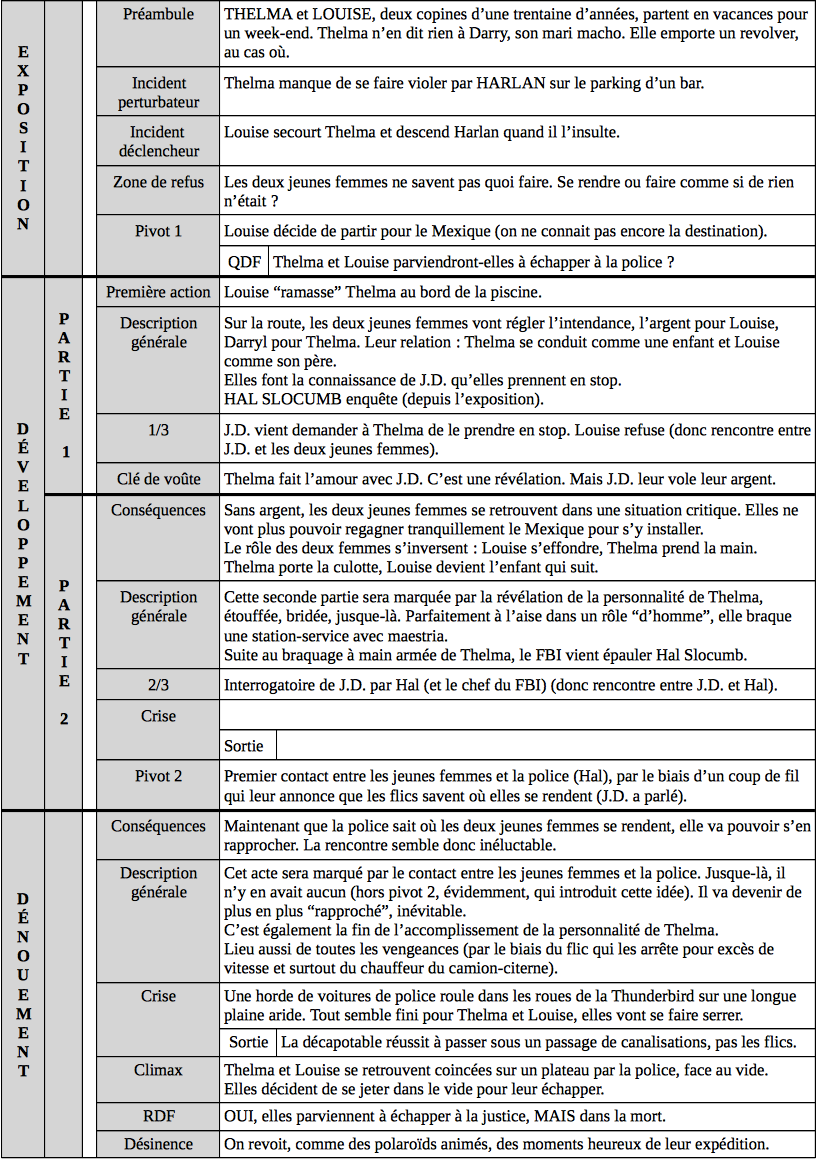 EXPOSITION
Préambule
THELMA et LOUISE, deux copines d’une trentaine d’années, partent en vacances pour
un week-end. Thelma n’en dit rien à Darry, son mari macho. Elle emporte un revolver,
au cas où.
Incident
perturbateur
Thelma manque de se faire violer par HARLAN sur le parking d’un bar.
Incident
déclencheur
Louise secourt Thelma et descend Harlan quand il l’insulte.
Zone de refus
Les deux jeunes femmes ne savent pas quoi faire. Se rendre ou faire comme si de rien
n’était ?
Pivot 1
Louise décide de partir pour le Mexique (on ne connait pas encore la destination).
QDF
Thelma et Louise parviendront-elles à échapper à la police ?
DÉVELOPPEMENT
PARTIE 1
Première action
Louise “ramasse” Thelma au bord de la piscine.
Description
générale
Sur la route, les deux jeunes femmes vont régler l’intendance, l’argent pour Louise,
Darryl pour Thelma. Leur relation : Thelma se conduit comme une enfant et Louise
comme son père.
Elles font la connaissance de J.D. qu’elles prennent en stop.
HAL SLOCUMB enquête (depuis l’exposition).
1/3
J.D. vient demander à Thelma de le prendre en stop. Louise refuse (donc rencontre entre
J.D. et les deux jeunes femmes).
Clé de voûte
Thelma fait l’amour avec J.D. C’est une révélation. Mais J.D. leur vole leur argent.
PARTIE 2
Conséquences
Sans argent, les deux jeunes femmes se retrouvent dans une situation critique. Elles ne
vont plus pouvoir regagner tranquillement le Mexique pour s’y installer.
Le rôle des deux femmes s’inversent : Louise s’effondre, Thelma prend la main.
Thelma porte la culotte, Louise devient l’enfant qui suit.
Description
générale
Cette seconde partie sera marquée par la révélation de la personnalité de Thelma,
étouffée, bridée, jusque-là. Parfaitement à l’aise dans un rôle “d’homme”, elle braque
une station-service avec maestria.
Suite au braquage à main armée de Thelma, le FBI vient épauler Hal Slocumb.
2/3
Interrogatoire de J.D. par Hal (et le chef du FBI) (donc rencontre entre J.D. et Hal).
Crise
Sortie
Pivot 2
Premier contact entre les jeunes femmes et la police (Hal), par le biais d’un coup de fil
qui leur annonce que les flics savent où elles se rendent (J.D. a parlé).
DÉNOUEMENT
Conséquences
Maintenant que la police sait où les deux jeunes femmes se rendent, elle va pouvoir s’en
rapprocher. La rencontre semble donc inéluctable.
Description
générale
Cet acte sera marqué par le contact entre les jeunes femmes et la police. Jusque-là, il
n’y en avait aucun (hors pivot 2, évidemment, qui introduit cette idée). Il va devenir de
plus en plus “rapproché”, inévitable.
C’est également la fin de l’accomplissement de la personnalité de Thelma.
Lieu aussi de toutes les vengeances (par le biais du flic qui les arrête pour excès de
vitesse et surtout du chauffeur du camion-citerne).
Crise
Une horde de voitures de police roule dans les roues de la Thunderbird sur une longue
plaine aride. Tout semble fini pour Thelma et Louise, elles vont se faire serrer.
Sortie
La décapotable réussit à passer sous un passage de canalisations, pas les flics.
Climax
Thelma et Louise se retrouvent coincées sur un plateau par la police, face au vide.
Elles décident de se jeter dans le vide pour leur échapper.
RDF
OUI, elles parviennent à échapper à la justice, MAIS dans la mort.
Désinence
On revoit, comme des polaroïds animés, des moments heureux de leur expédition.